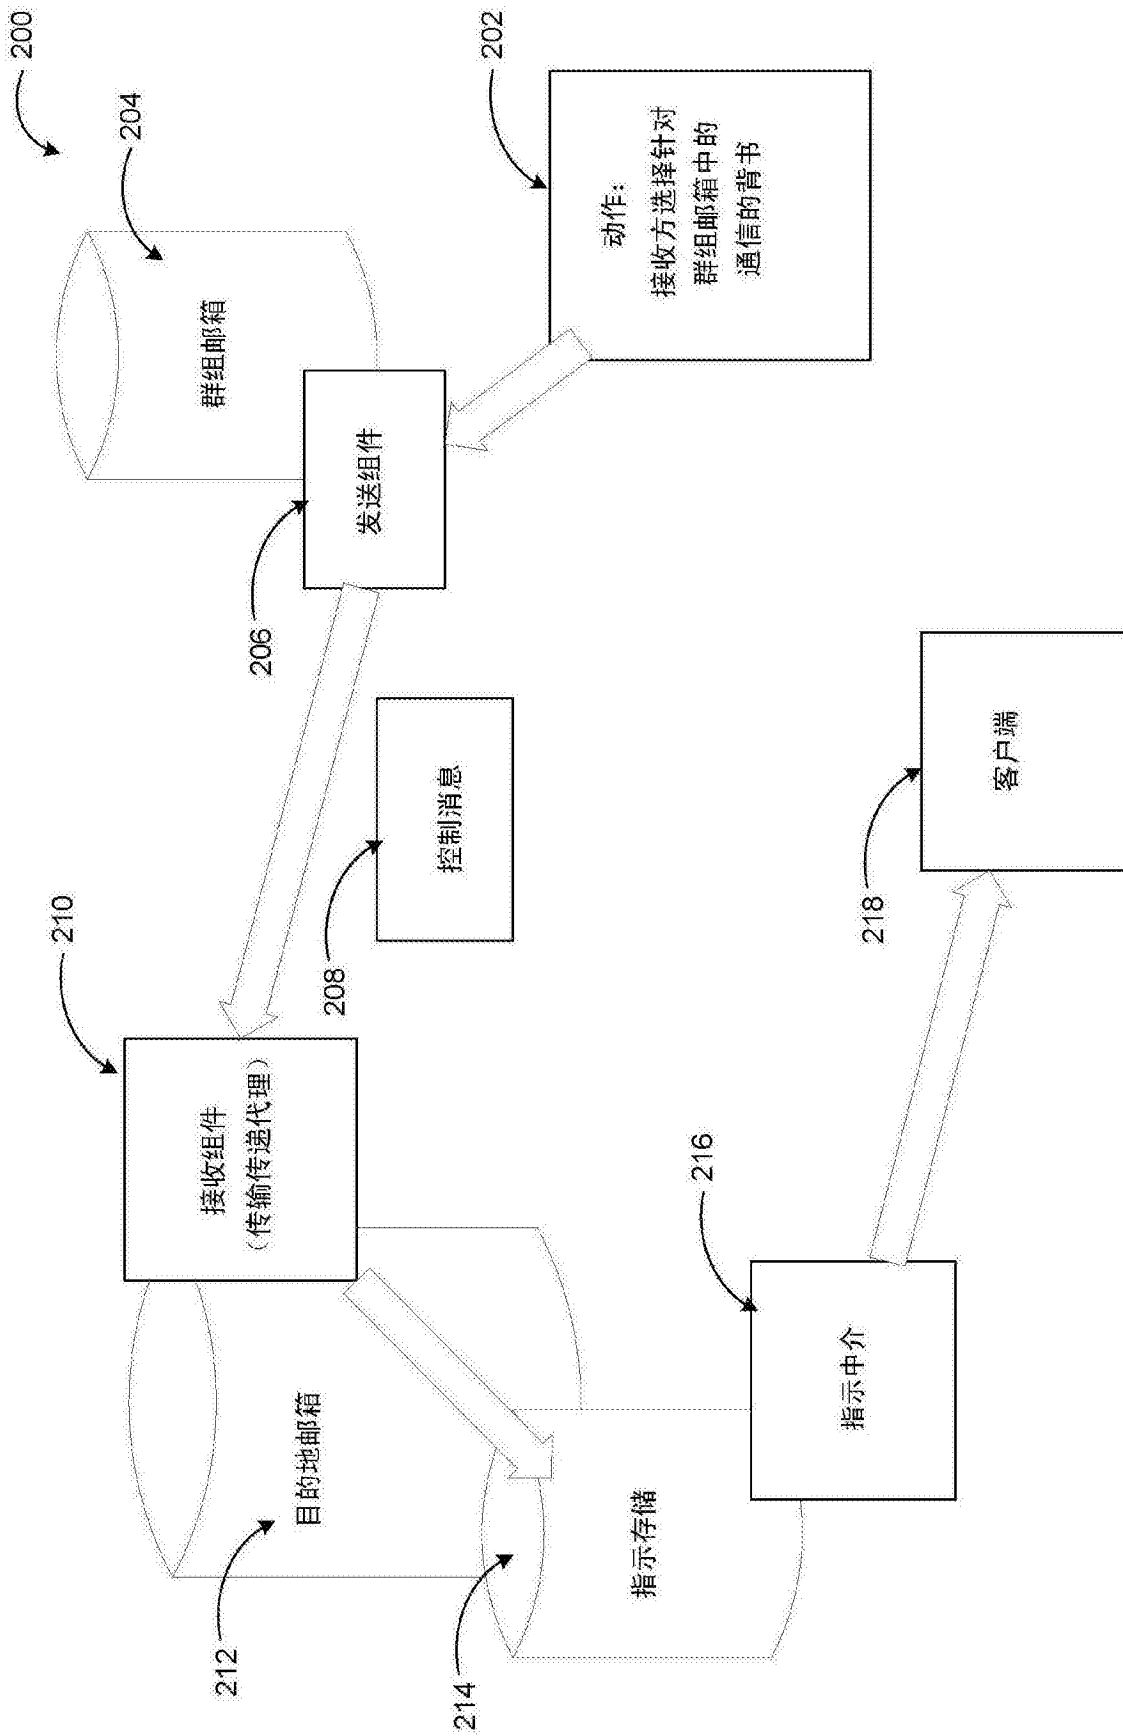 200
202
动作：
接收方选择针对
群组邮箱中的
通信的背书
204
群组邮箱
206
发送组件
208
控制消息
210
接收组件
（传输传递代理）
212
目的地邮箱
214
指示存储
216
指示中介
218
客户端